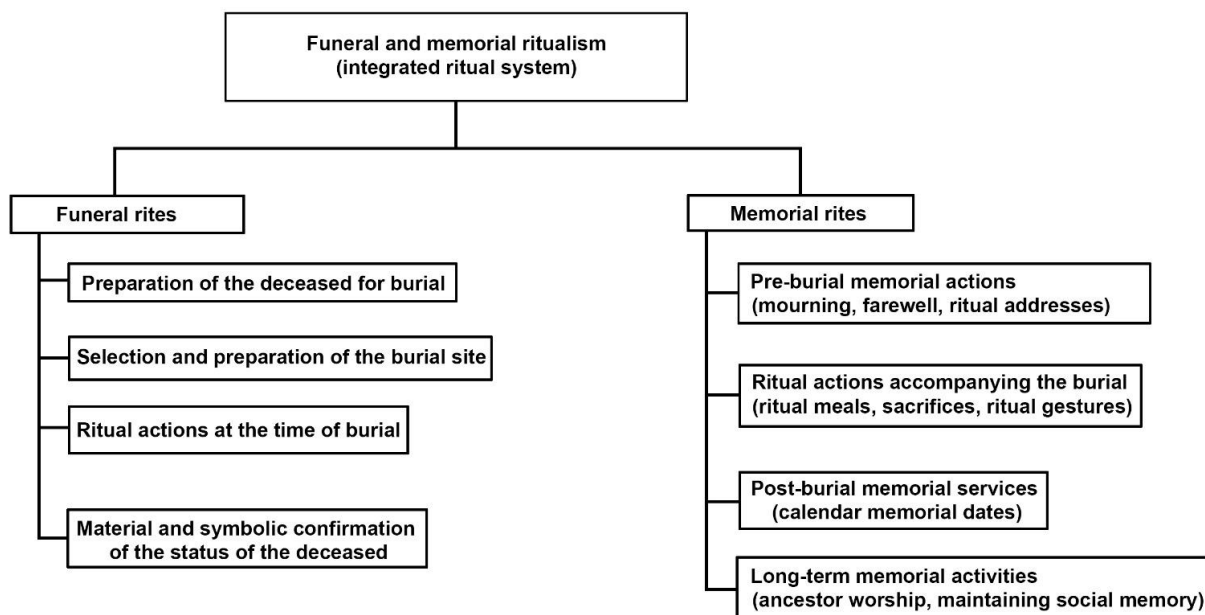 Funeral and memorial ritualism
(integrated ritual system)
Funeral rites
Preparation of the deceased for burial
Selection and preparation of the burial site
Ritual actions at the time of burial
Material and symbolic confirmation
of the status of the deceased
Memorial rites
Pre-burial memorial actions
(mourning, farewell, ritual addresses)
Ritual actions accompanying the burial
(ritual meals, sacrifices, ritual gestures)
Post-burial memorial services
(calendar memorial dates)
Long-term memorial activities
(ancestor worship, maintaining social memory)